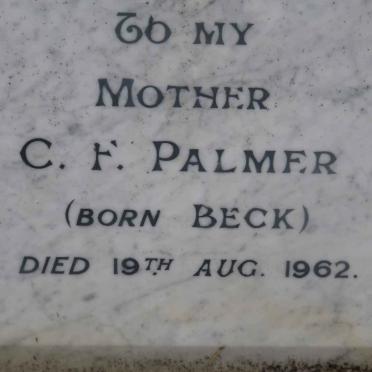 To MY
MOTHER
C. F. PALMER
(BORN BECK)
DIED 19TH AUG. 1962.